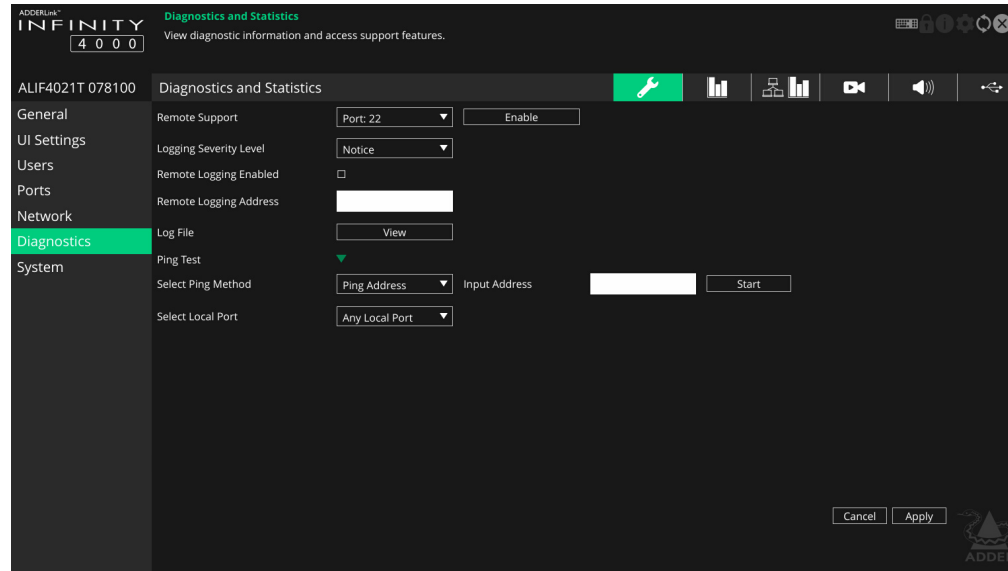 ADDERLink™
INFINITY
4000
Diagnostics and Statistics
View diagnostic information and access support features.
ALIF4021T 078100
Diagnostics and Statistics
General
UI Settings
Users
Ports
Network
Diagnostics
System
Remote Support
Port: 22
Enable
Logging Severity Level
Notice
Remote Logging Enabled
Remote Logging Address
Log File
View
Ping Test
Select Ping Method
Ping Address
Input Address
Start
Select Local Port
Any Local Port
Cancel
Apply
ADDER